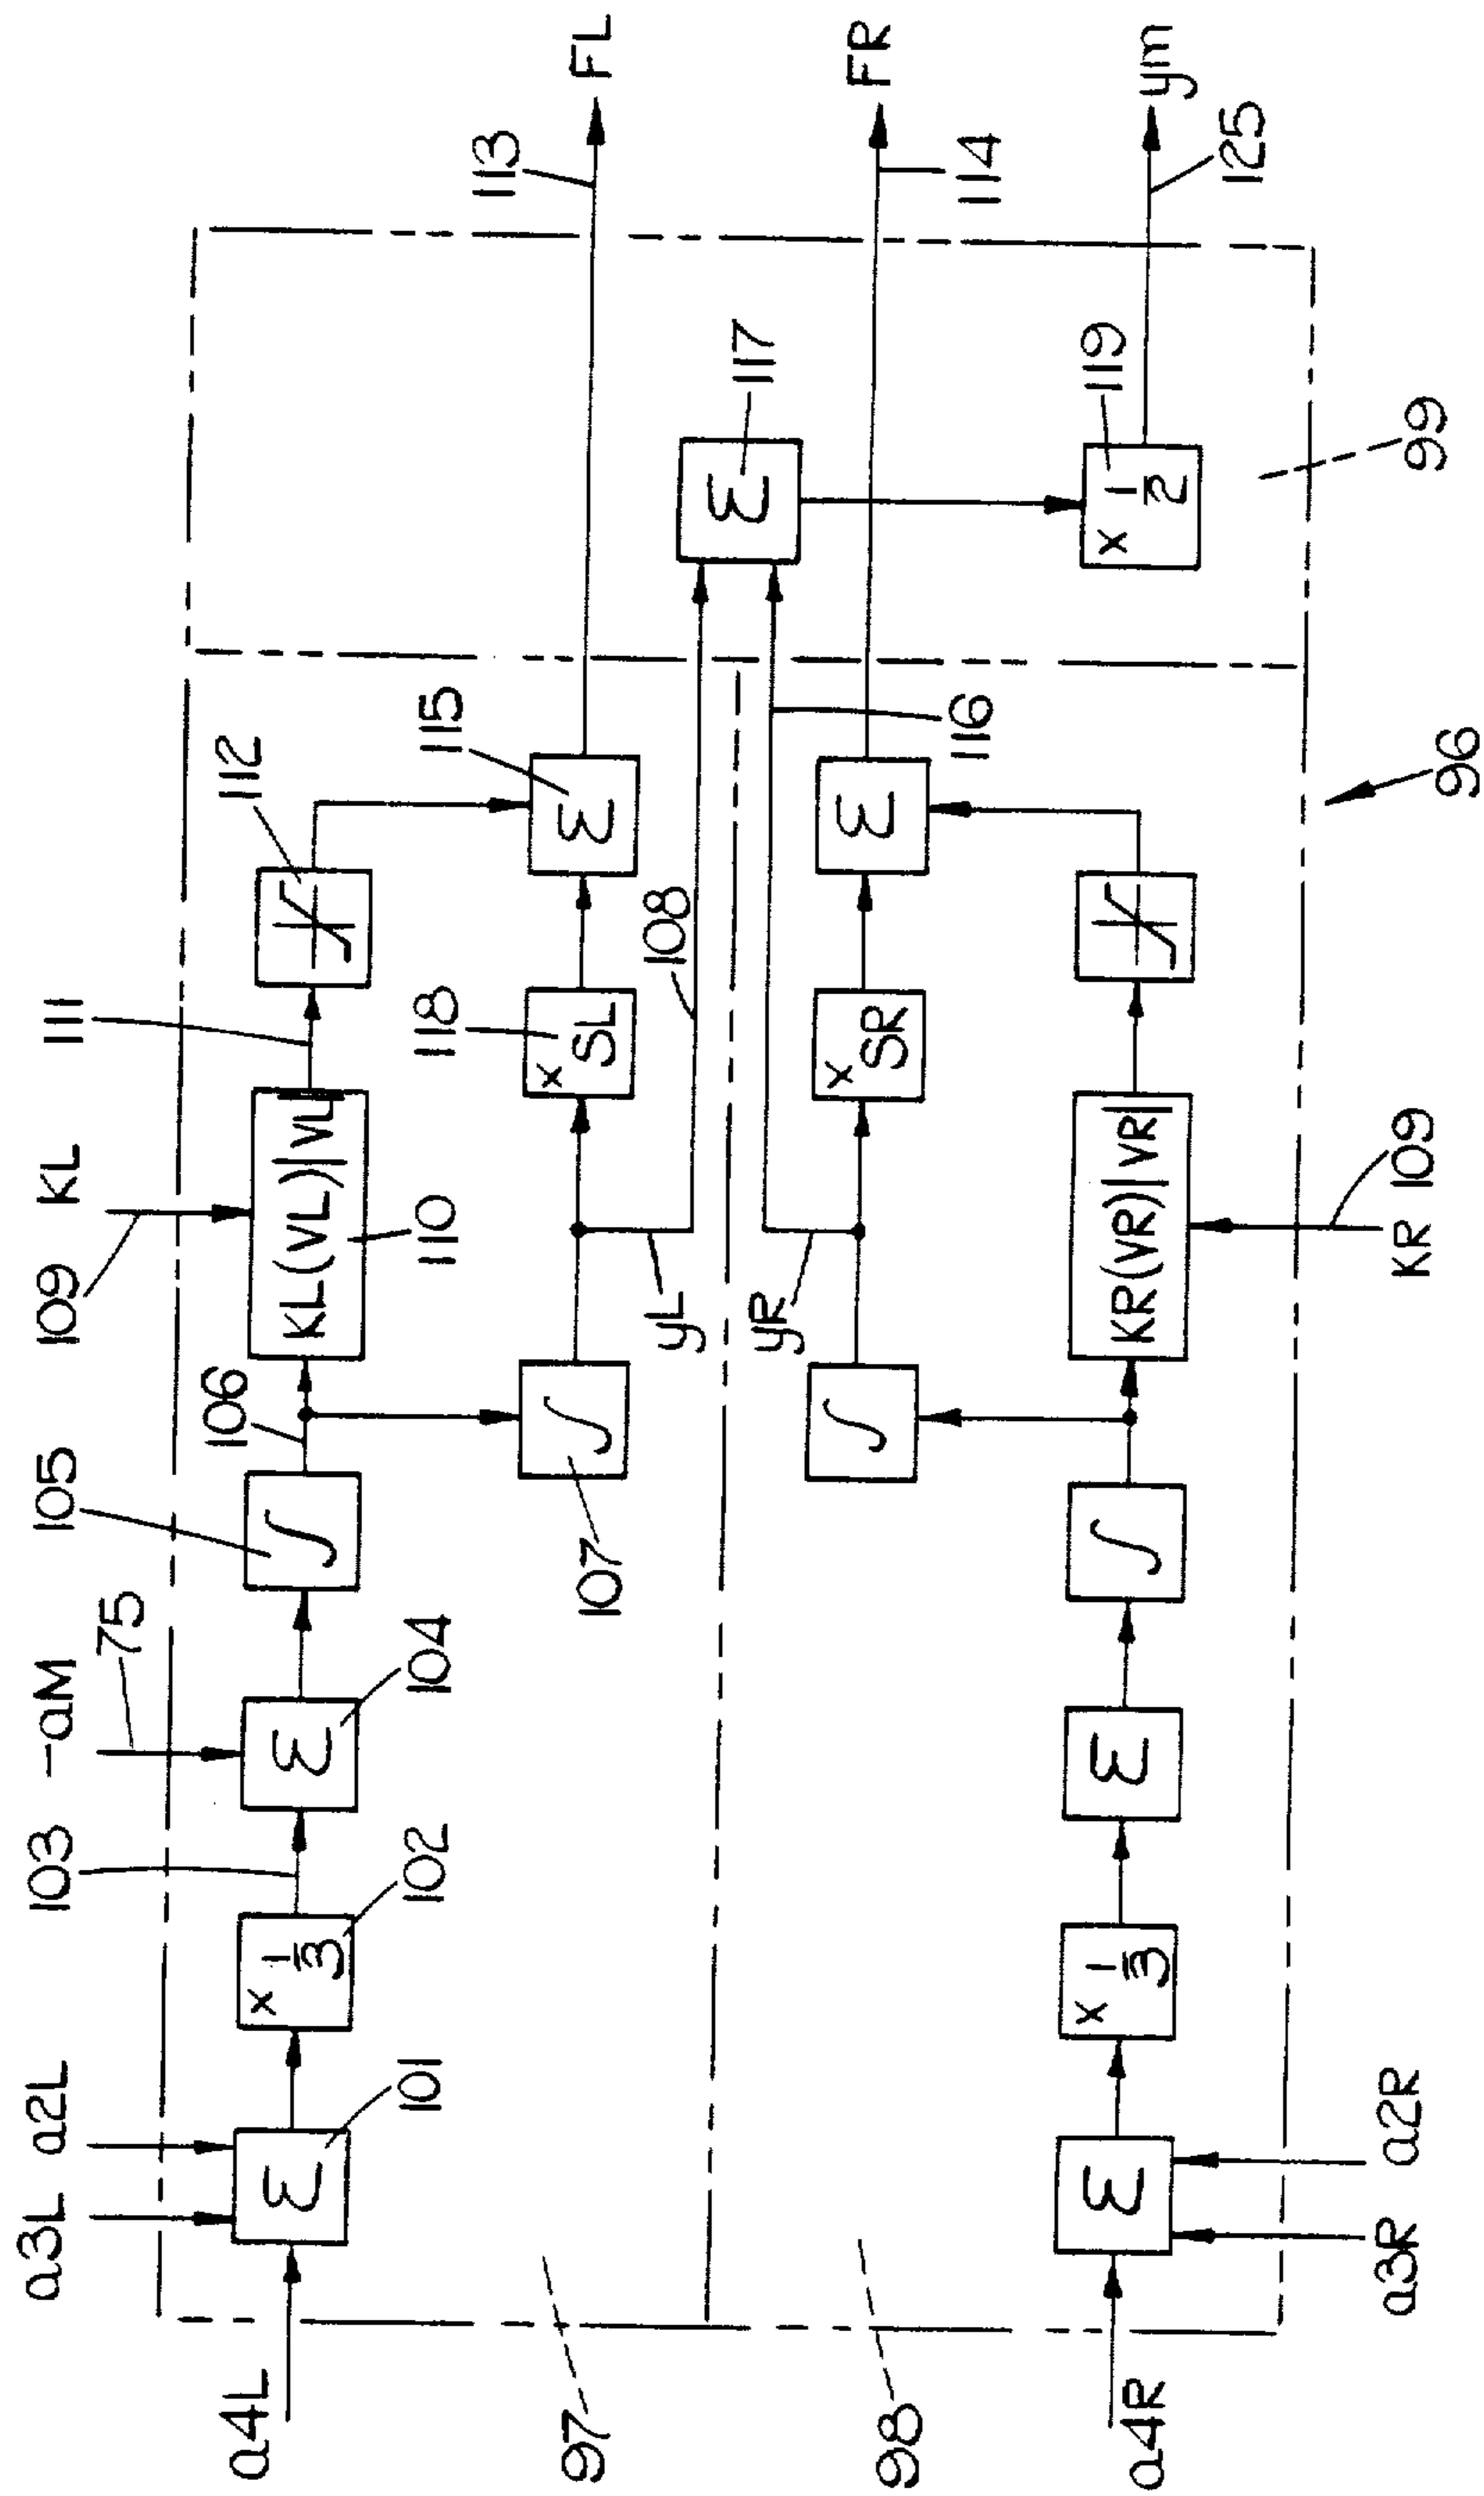 109 KL 111
a3L a2L 103 -aM 75 105 106 112
a4L Σ 101 × 1/3 102 Σ 104 ∫ KL(VL)|VL| 110
107 ∫ × SL 118 Σ 115 113 FL
yL 108
97
Σ 117
98
yR 116
∫ × SR Σ 114 FR
a4R Σ × 1/3 Σ ∫ KR(VR)|VR|
× 1/2 119 125 ym
a3R a2R KR 109 96 99